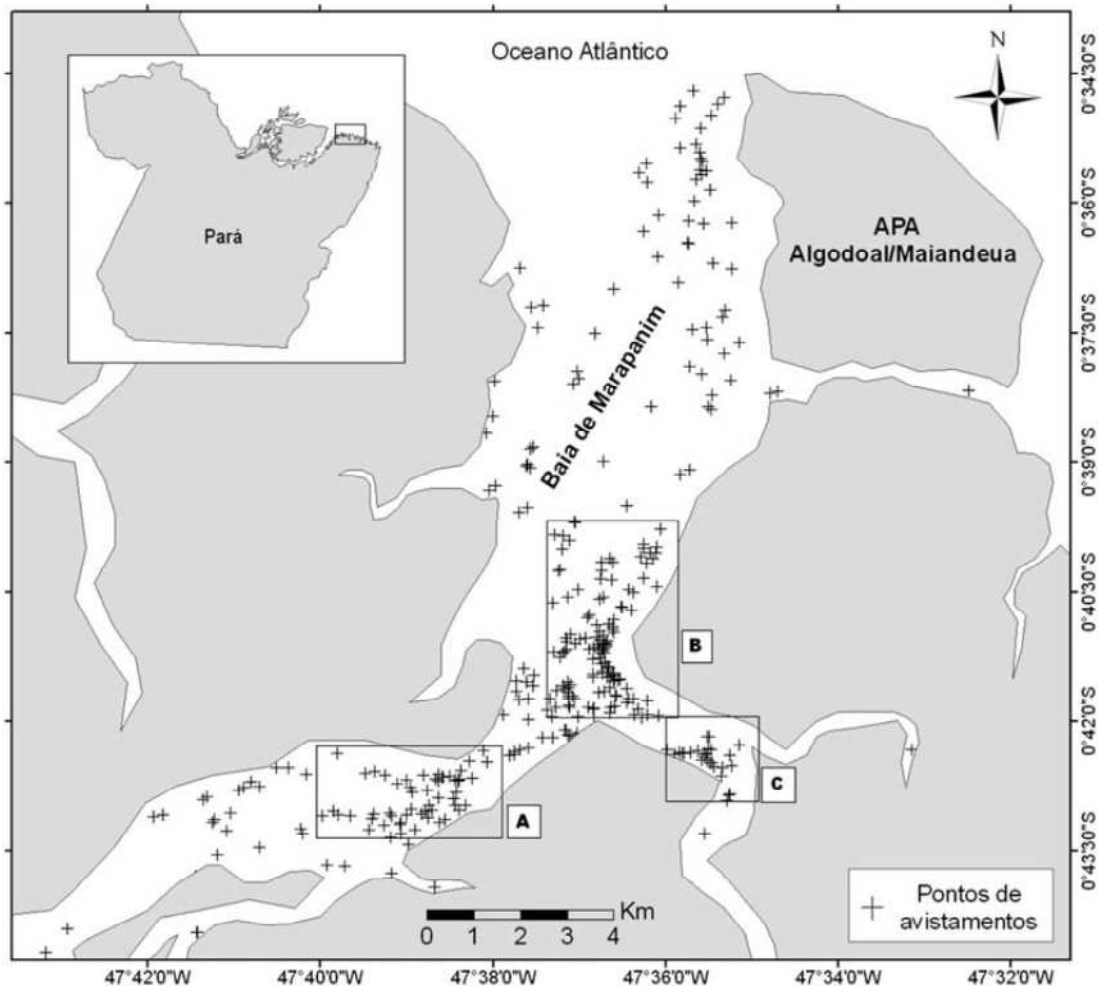 Oceano Atlântico
N
Pará
APA
Algodoal/Maiandeua
Baia de Marapanim
B
C
A
Km
0 1 2 3 4
Pontos de
avistamentos
0°34'30"S
0°36'0"S
0°37'30"S
0°39'0"S
0°40'30"S
0°42'0"S
0°43'30"S
47°42'0"W 47°40'0"W 47°38'0"W 47°36'0"W 47°34'0"W 47°32'0"W